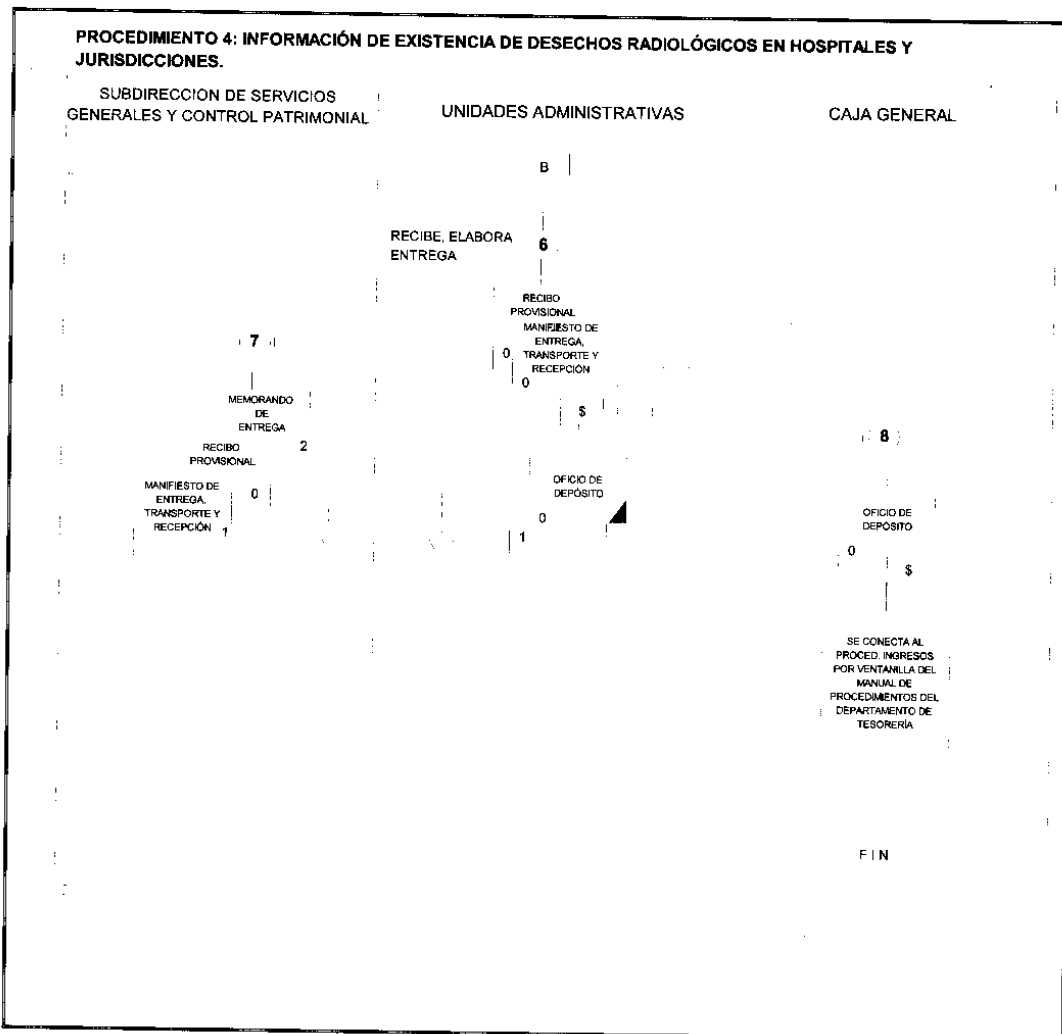 PROCEDIMIENTO 4: INFORMACIÓN DE EXISTENCIA DE DESECHOS RADIOLÓGICOS EN HOSPITALES Y
JURISDICCIONES.
SUBDIRECCION DE SERVICIOS
GENERALES Y CONTROL PATRIMONIAL
UNIDADES ADMINISTRATIVAS
CAJA GENERAL
B
RECIBE, ELABORA
ENTREGA
6
RECIBO
PROVISIONAL
MANIFIESTO DE
ENTREGA,
TRANSPORTE Y
RECEPCIÓN
0
0
$
OFICIO DE
DEPÓSITO
0
1
7
MEMORANDO
DE
ENTREGA
2
RECIBO
PROVISIONAL
0
MANIFIESTO DE
ENTREGA,
TRANSPORTE Y
RECEPCIÓN
1
8
OFICIO DE
DEPÓSITO
0
$
SE CONECTA AL
PROCED. INGRESOS
POR VENTANILLA DEL
MANUAL DE
PROCEDIMIENTOS DEL
DEPARTAMENTO DE
TESORERÍA
F I N